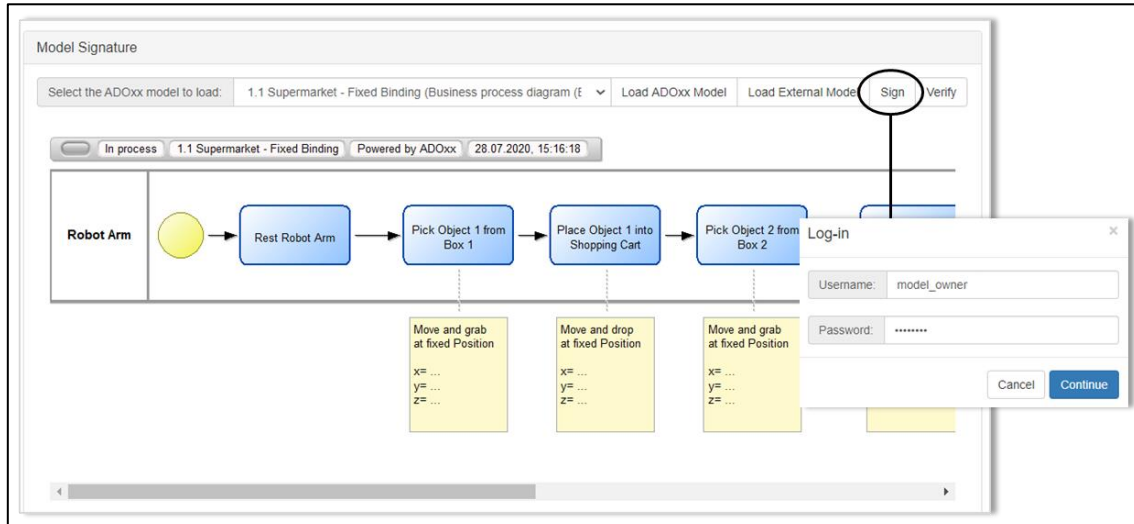 Model Signature
Select the ADOxx model to load:
1.1 Supermarket - Fixed Binding (Business process diagram (E
Load ADOxx Model
Load External Mode
Sign
Verify
In process
1.1 Supermarket - Fixed Binding
Powered by ADOxx
28.07.2020, 15:16:18
Robot Arm
Rest Robot Arm
Pick Object 1 from
Box 1
Place Object 1 into
Shopping Cart
Pick Object 2 from
Box 2
Move and grab
at fixed Position
x= ...
y= ...
z= ...
Move and drop
at fixed Position
x= ...
y= ...
z= ...
Move and grab
at fixed Position
x= ...
y= ...
z= ...
Log-in
×
Username:
model_owner
Password:
••••••••
Cancel
Continue